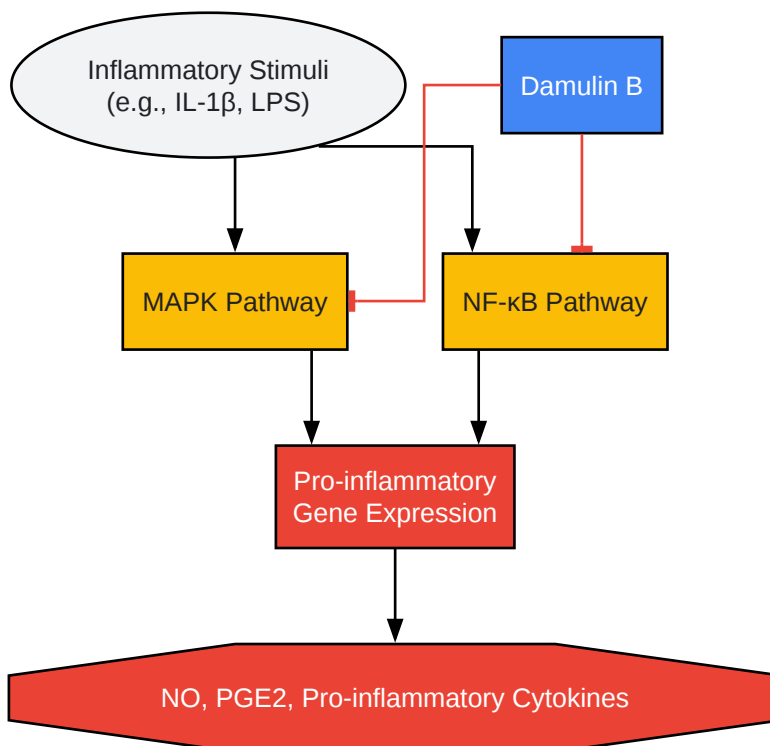 Inflammatory Stimuli
(e.g., IL-1β, LPS)
Damulin B
MAPK Pathway
NF-κB Pathway
Pro-inflammatory
Gene Expression
NO, PGE2, Pro-inflammatory Cytokines